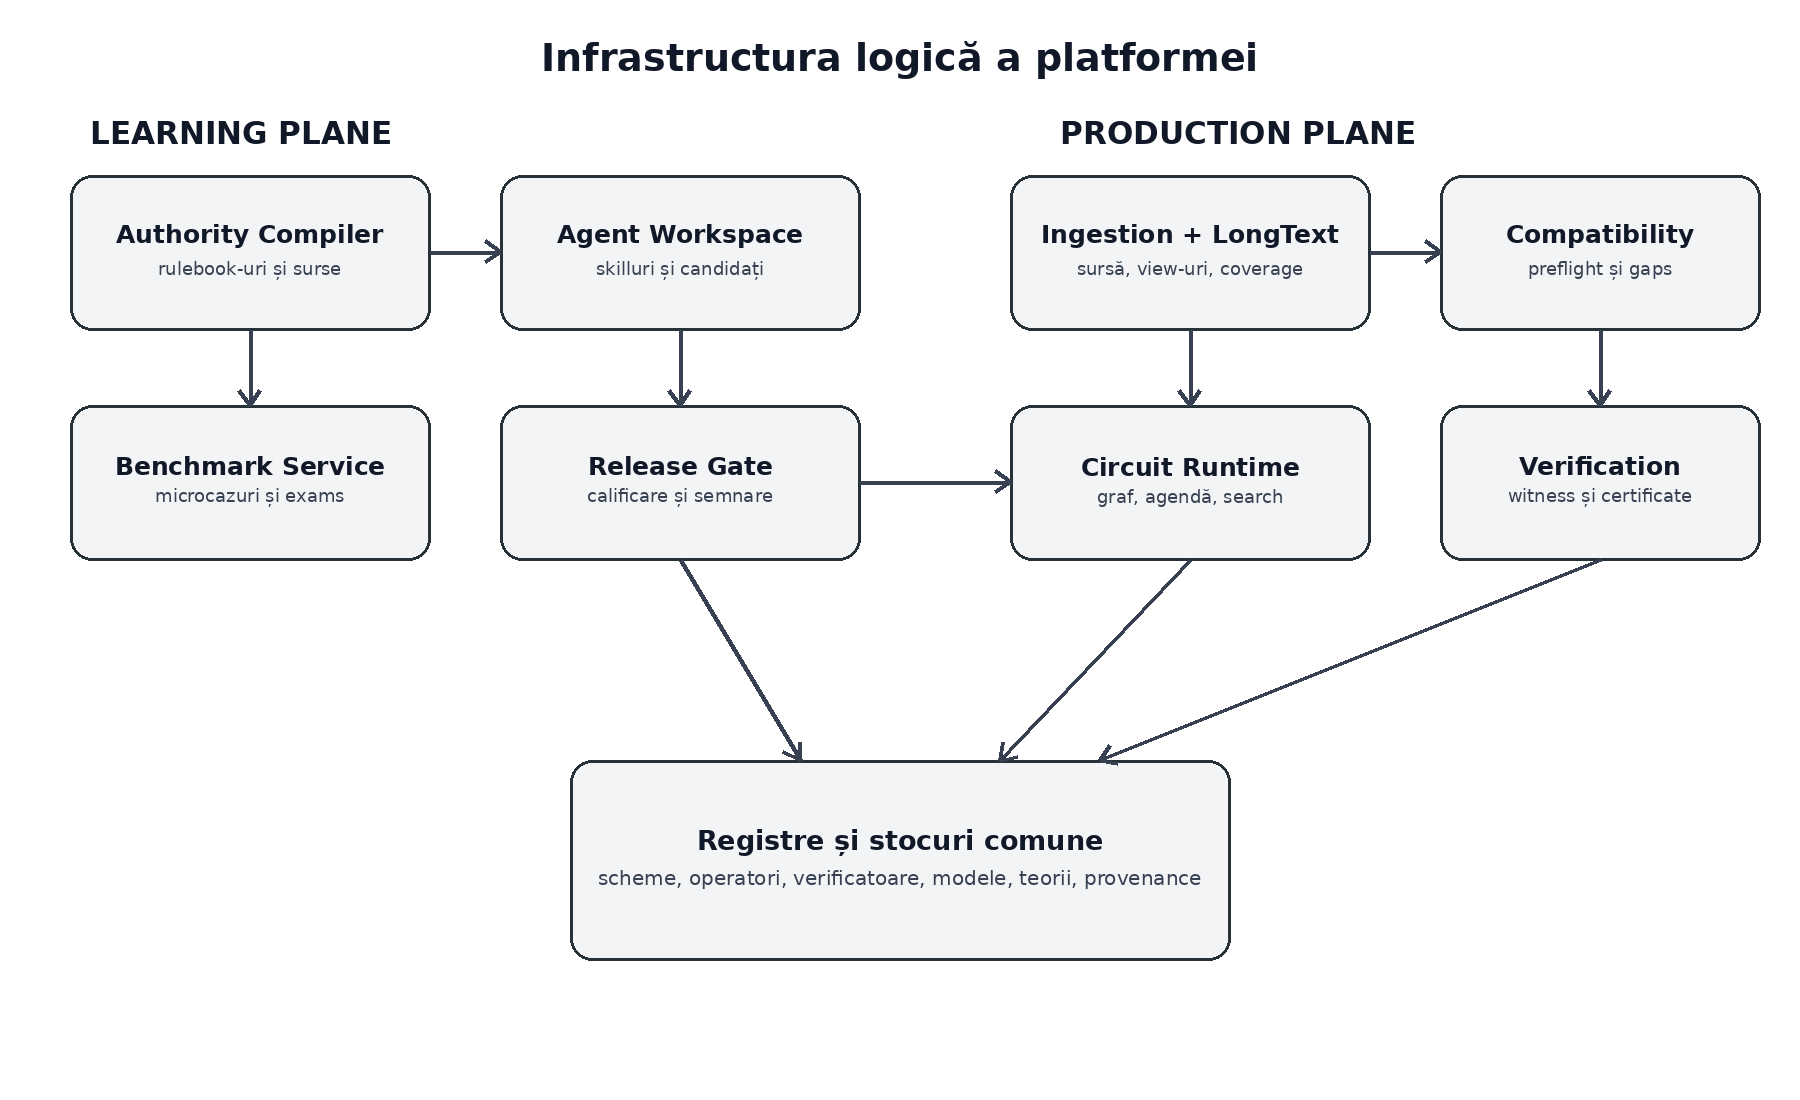 Infrastructura logică a platformei
LEARNING PLANE
PRODUCTION PLANE
Authority Compiler
rulebook-uri și surse
Agent Workspace
skilluri și candidați
Ingestion + LongText
sursă, view-uri, coverage
Compatibility
preflight și gaps
Benchmark Service
microcazuri și exams
Release Gate
calificare și semnare
Circuit Runtime
graf, agendă, search
Verification
witness și certificate
Registre și stocuri comune
scheme, operatori, verificatoare, modele, teorii, provenance